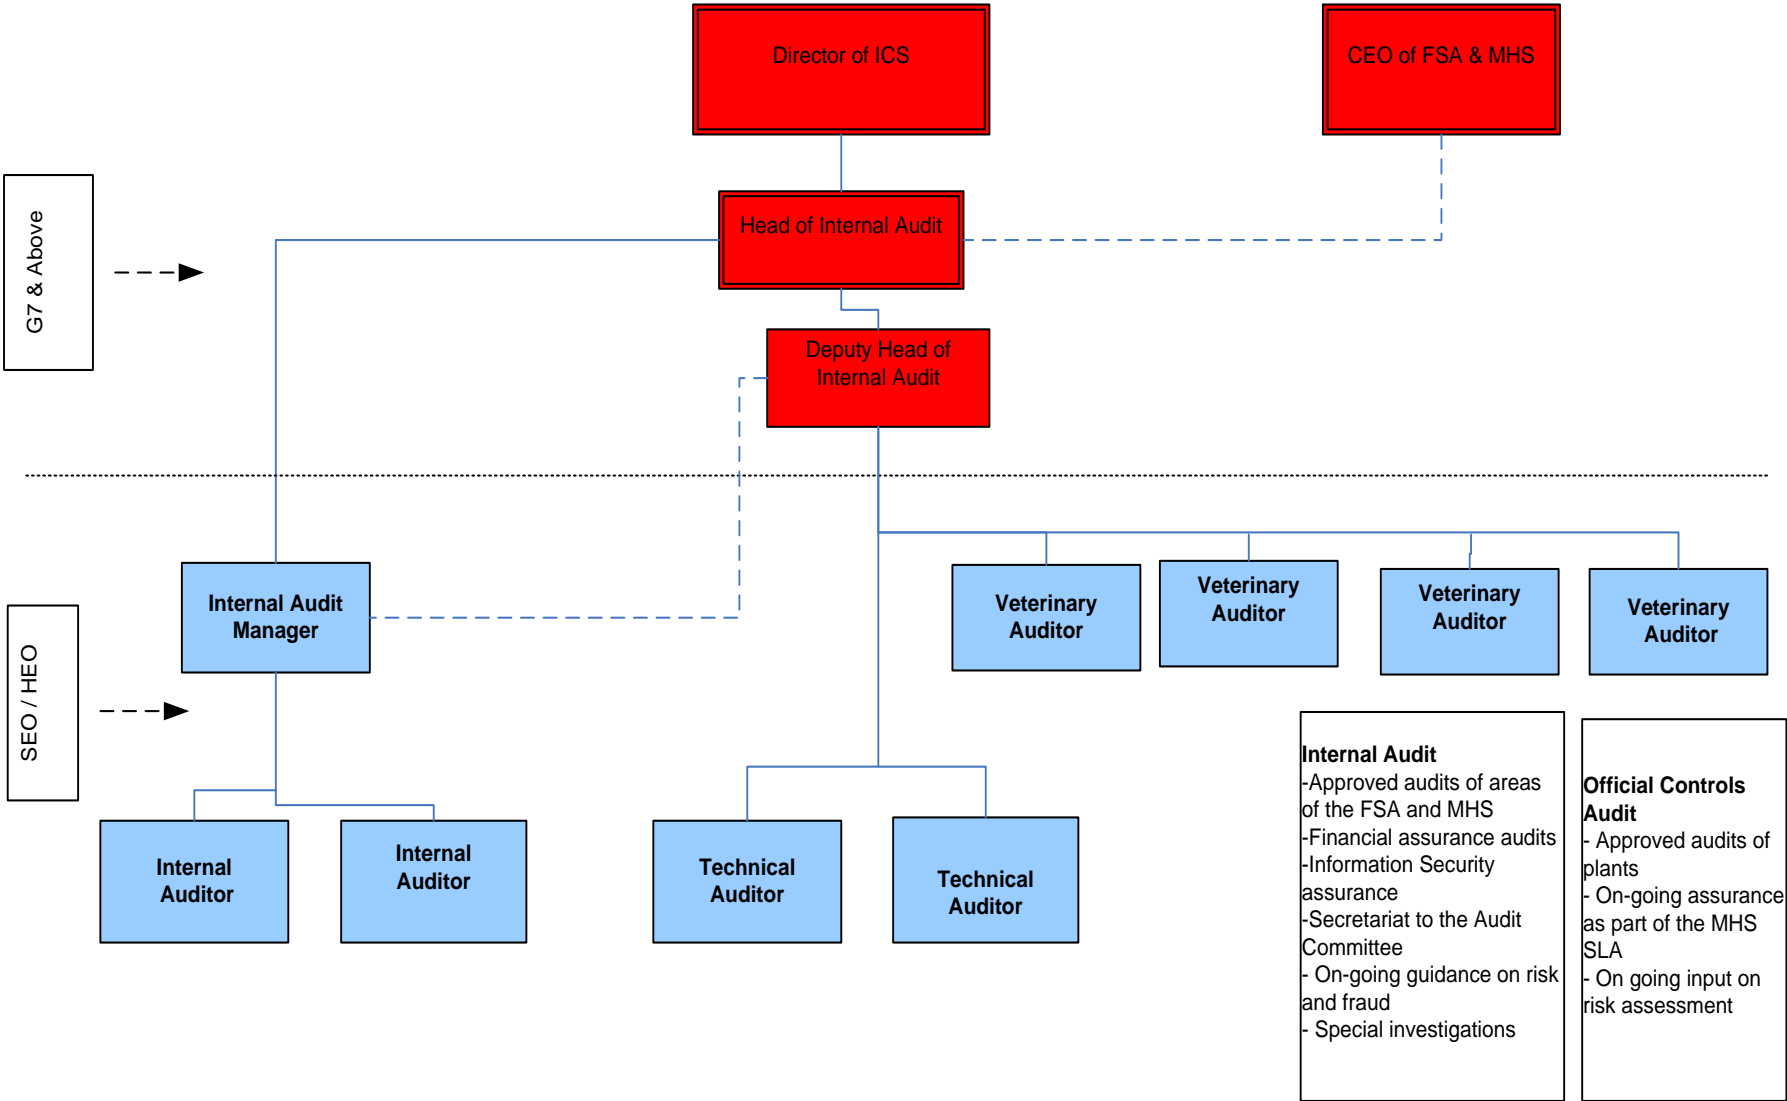 Director of ICS
CEO of FSA & MHS
G7 & Above
Head of Internal Audit
Deputy Head of
Internal Audit
SEO / HEO
Internal Audit
Manager
Veterinary
Auditor
Veterinary
Auditor
Veterinary
Auditor
Veterinary
Auditor
Internal
Auditor
Internal
Auditor
Technical
Auditor
Technical
Auditor
Internal Audit
-Approved audits of areas
of the FSA and MHS
-Financial assurance audits
-Information Security
assurance
-Secretariat to the Audit
Committee
- On-going guidance on risk
and fraud
- Special investigations
Official Controls
Audit
- Approved audits of
plants
- On-going assurance
as part of the MHS
SLA
- On going input on
risk assessment